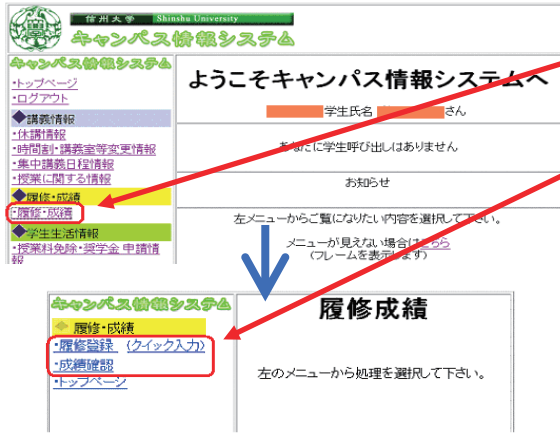 信州大学 Shinshu University
キャンパス情報システム
キャンパス情報システム
・トップページ
・ログアウト
◆講義情報
・休講情報
・時間割・講義室等変更情報
・集中講義日程情報
・授業に関する情報
◆履修・成績
・履修・成績
◆学生生活情報
・授業料免除・奨学金 申請情
報
ようこそキャンパス情報システムへ
学生氏名 さん
あなたに学生呼び出しはありません
お知らせ
左メニューからご覧になりたい内容を選択して下さい。
メニューが見えない場合はこちら
(フレームを表示します)
キャンパス情報システム
◆ 履修・成績
・履修登録 (クイック入力)
・成績確認
・トップページ
履修成績
左のメニューから処理を選択して下さい。